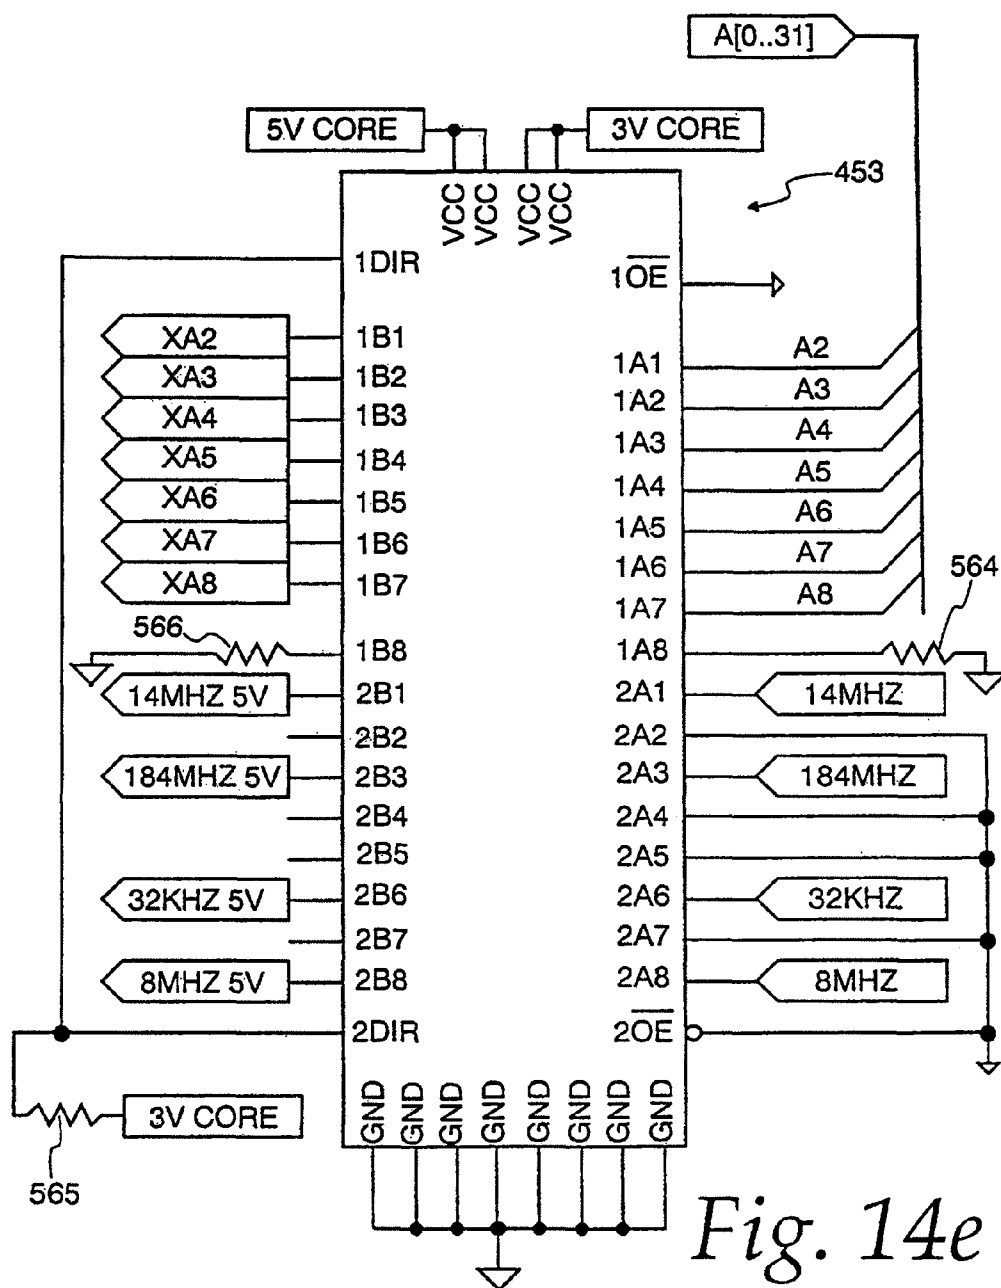 A[0..31]
5V CORE
3V CORE
453
VCC
VCC
VCC
VCC
1DIR
1OE
XA2
1B1
1A1
A2
XA3
1B2
1A2
A3
XA4
1B3
1A3
A4
XA5
1B4
1A4
A5
XA6
1B5
1A5
A6
XA7
1B6
1A6
A7
XA8
1B7
1A7
A8
564
566
1B8
1A8
14MHZ 5V
2B1
2A1
14MHZ
2B2
2A2
184MHZ 5V
2B3
2A3
184MHZ
2B4
2A4
2B5
2A5
32KHZ 5V
2B6
2A6
32KHZ
2B7
2A7
8MHZ 5V
2B8
2A8
8MHZ
2DIR
2OE
GND
GND
GND
GND
GND
GND
GND
GND
3V CORE
565
Fig. 14e